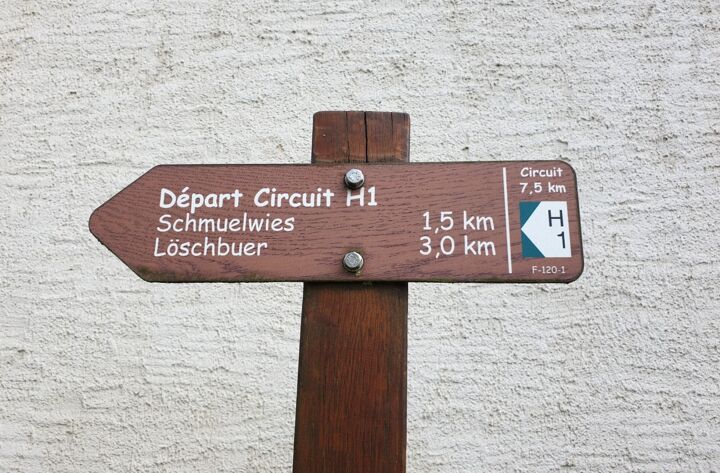 Départ Circuit H1
Schmuelwies 1,5 km
Löschbuer 3,0 km
Circuit
7,5 km
H
1
F-120-1